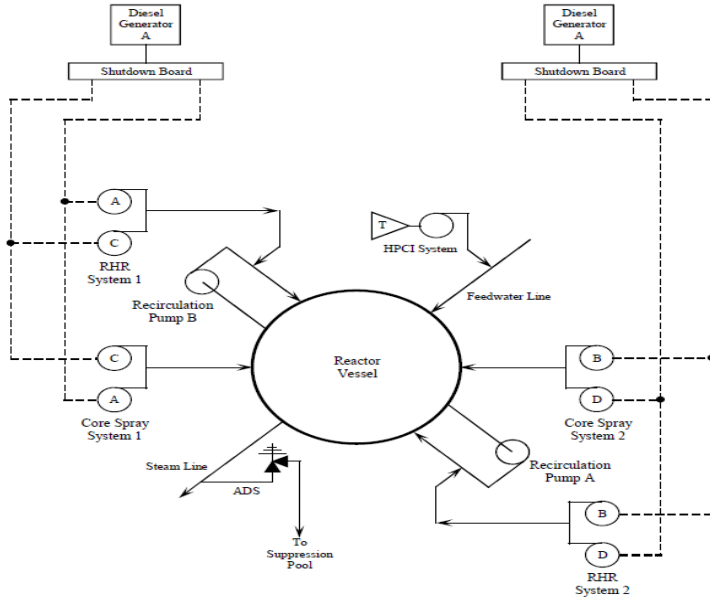 Diesel
Generator
A
Shutdown Board
Diesel
Generator
A
Shutdown Board
A
C
RHR
System 1
T
HPCI System
Feedwater Line
Recirculation
Pump B
Reactor
Vessel
C
A
Core Spray
System 1
B
D
Core Spray
System 2
Steam Line
ADS
To
Suppression
Pool
Recirculation
Pump A
B
D
RHR
System 2